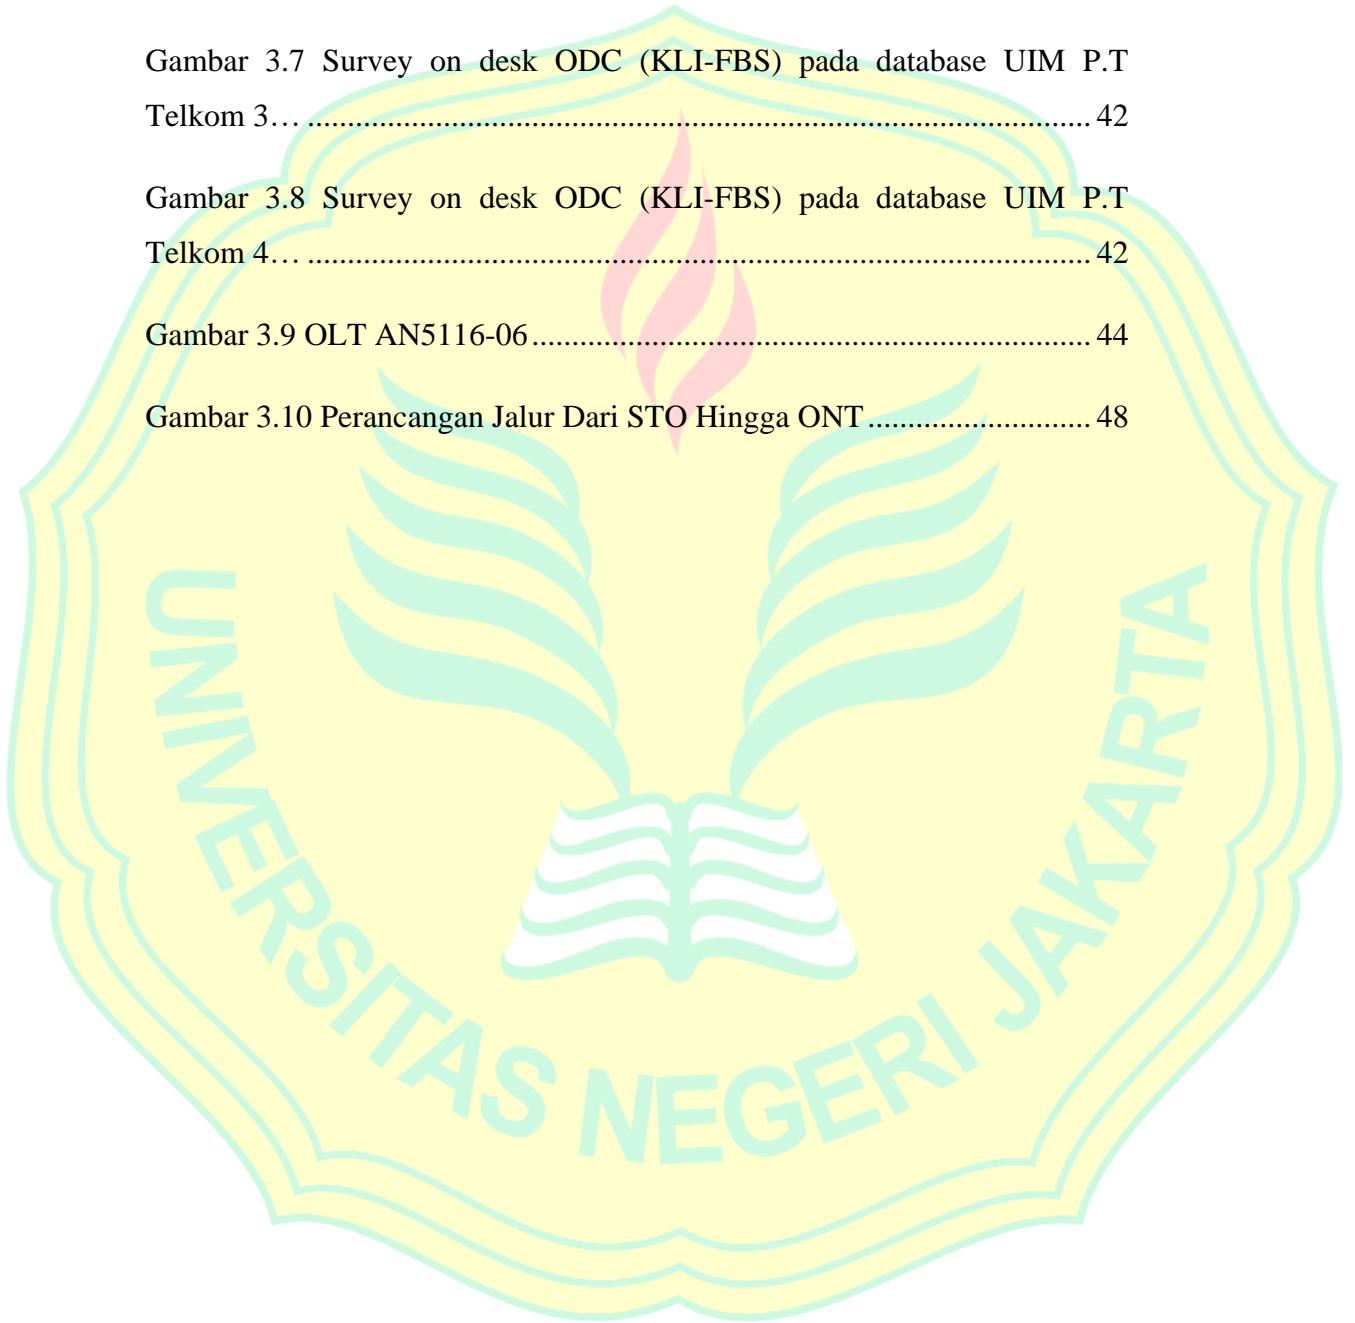 Gambar 3.7 Survey on desk ODC (KLI-FBS) pada database UIM P.T
Telkom 3… .................................................................................................. 42
Gambar 3.8 Survey on desk ODC (KLI-FBS) pada database UIM P.T
Telkom 4… .................................................................................................. 42
Gambar 3.9 OLT AN5116-06 ...................................................................... 44
Gambar 3.10 Perancangan Jalur Dari STO Hingga ONT ............................ 48
UNIVERSITAS NEGERI JAKARTA